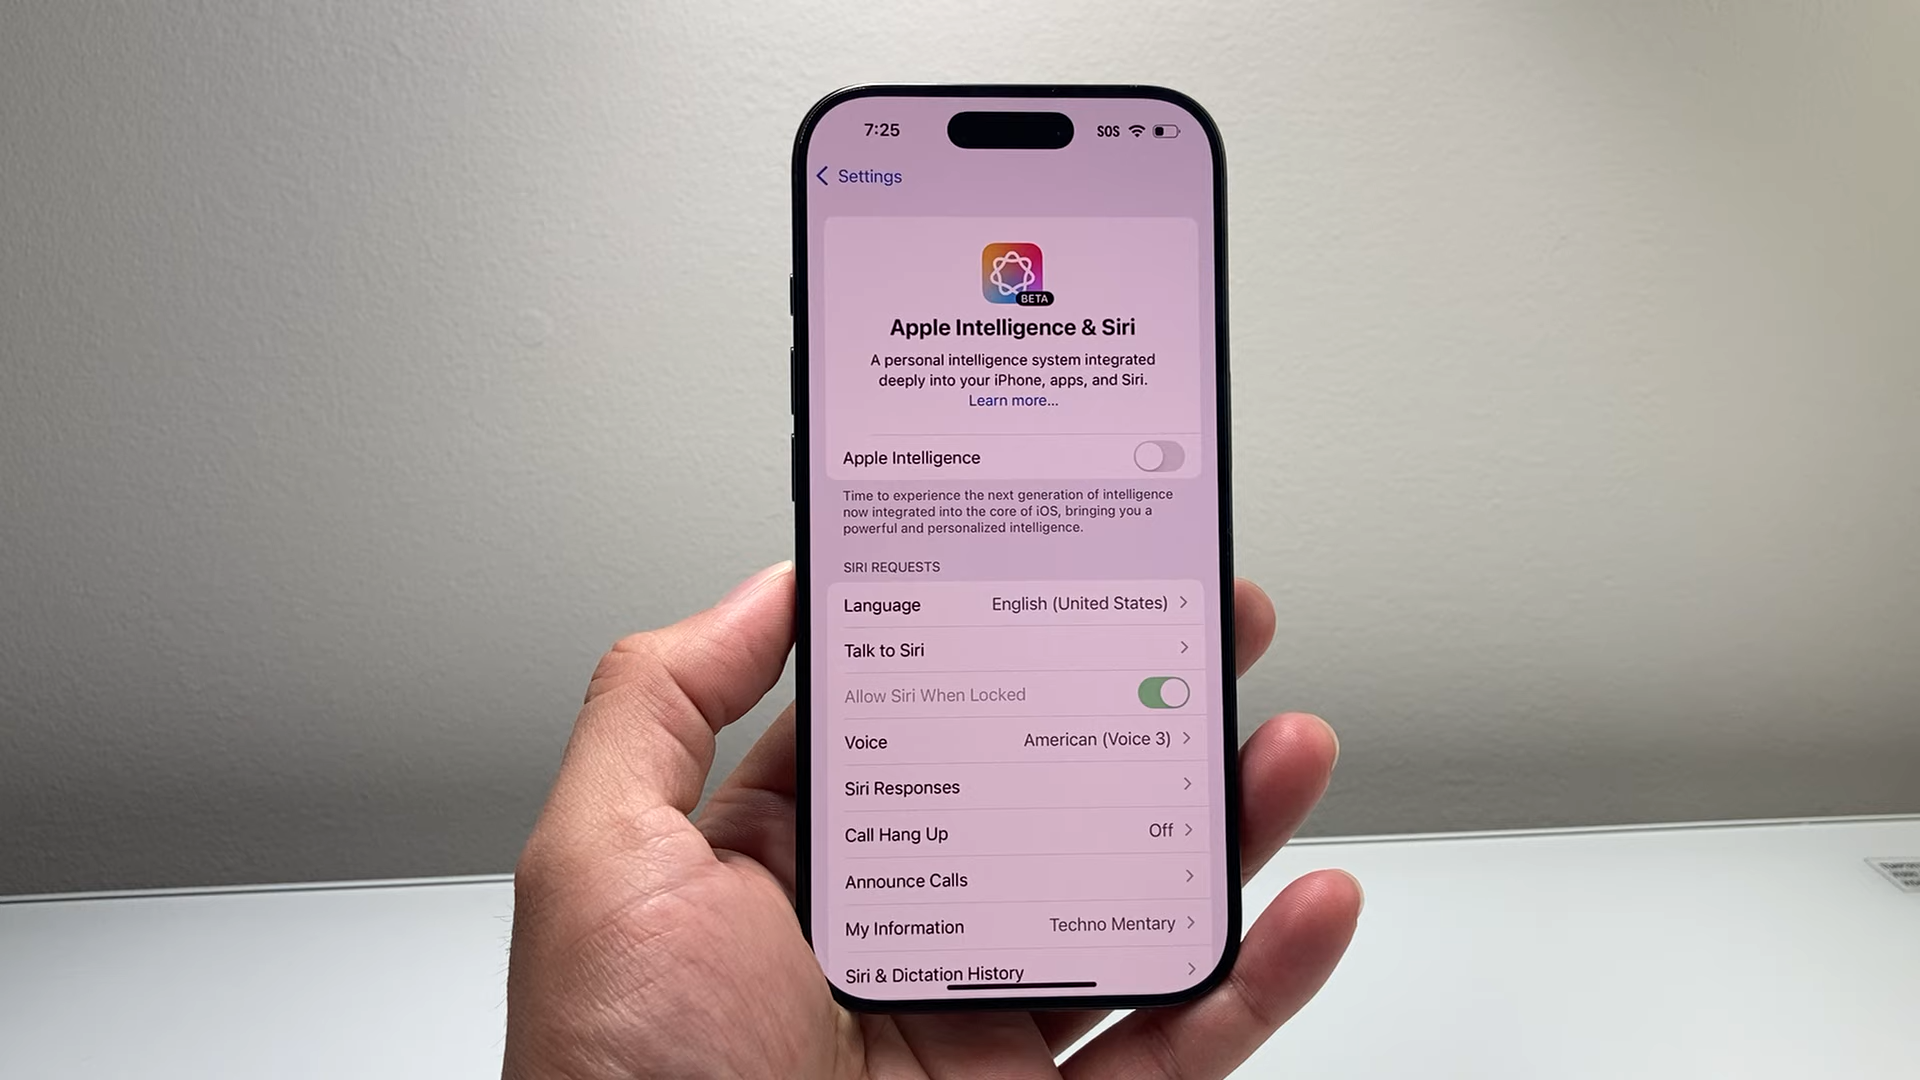 7:25
SOS
Settings
BETA
Apple Intelligence & Siri
A personal intelligence system integrated
deeply into your iPhone, apps, and Siri.
Learn more...
Apple Intelligence
Time to experience the next generation of intelligence
now integrated into the core of iOS, bringing you a
powerful and personalized intelligence.
SIRI REQUESTS
Language English (United States)
Talk to Siri
Allow Siri When Locked
Voice American (Voice 3)
Siri Responses
Call Hang Up Off
Announce Calls
My Information Techno Mentary
Siri & Dictation History